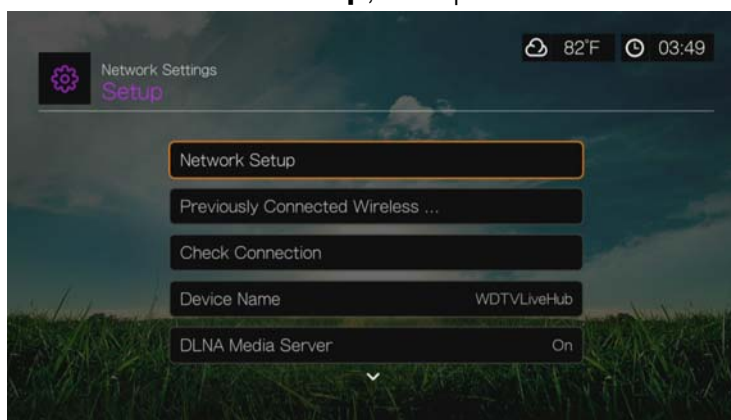 82°F 03:49
Network Settings
Setup
Network Setup
Previously Connected Wireless ...
Check Connection
Device Name WDTVLiveHub
DLNA Media Server On